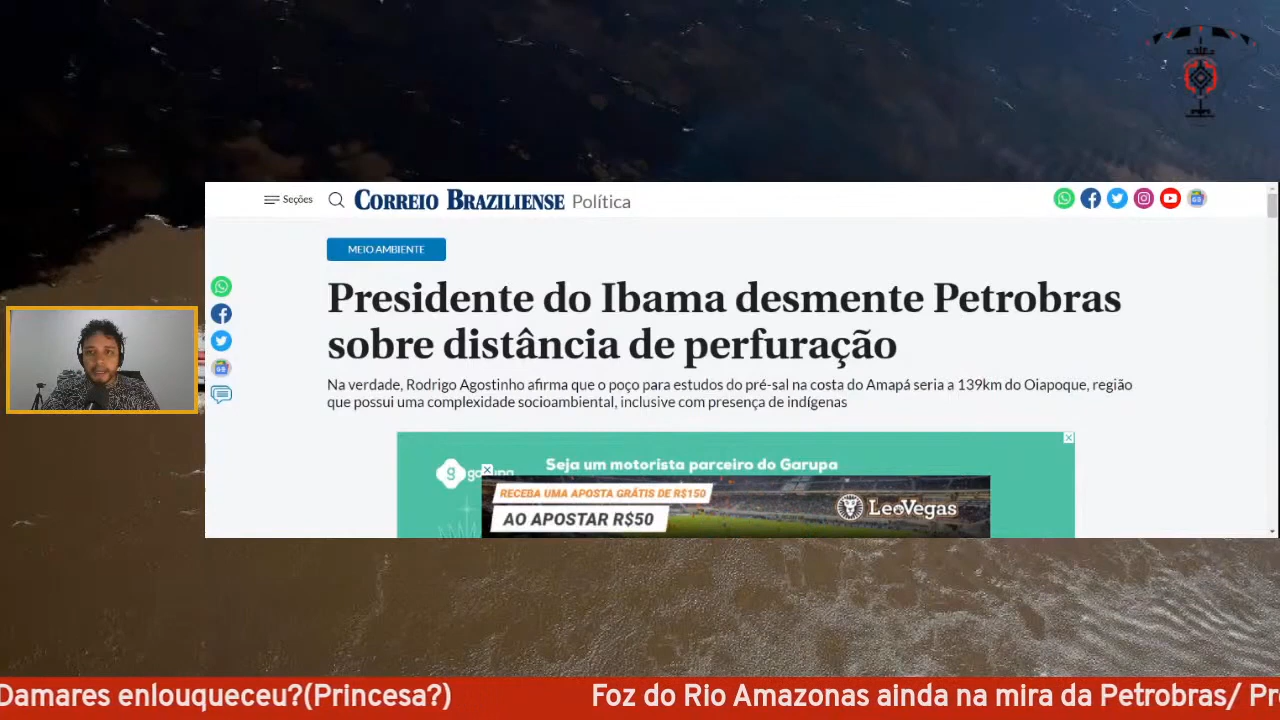 Seções
CORREIO BRAZILIENSE Política
MEIO AMBIENTE
Presidente do Ibama desmente Petrobras
sobre distância de perfuração
Na verdade, Rodrigo Agostinho afirma que o poço para estudos do pré-sal na costa do Amapá seria a 139km do Oiapoque, região
que possui uma complexidade socioambiental, inclusive com presença de indígenas
Seja um motorista parceiro do Garupa
RECEBA UMA APOSTA GRÁTIS DE R$150
AO APOSTAR R$50
LeoVegas
Damares enlouqueceu?(Princesa?) Foz do Rio Amazonas ainda na mira da Petrobras/ Pr